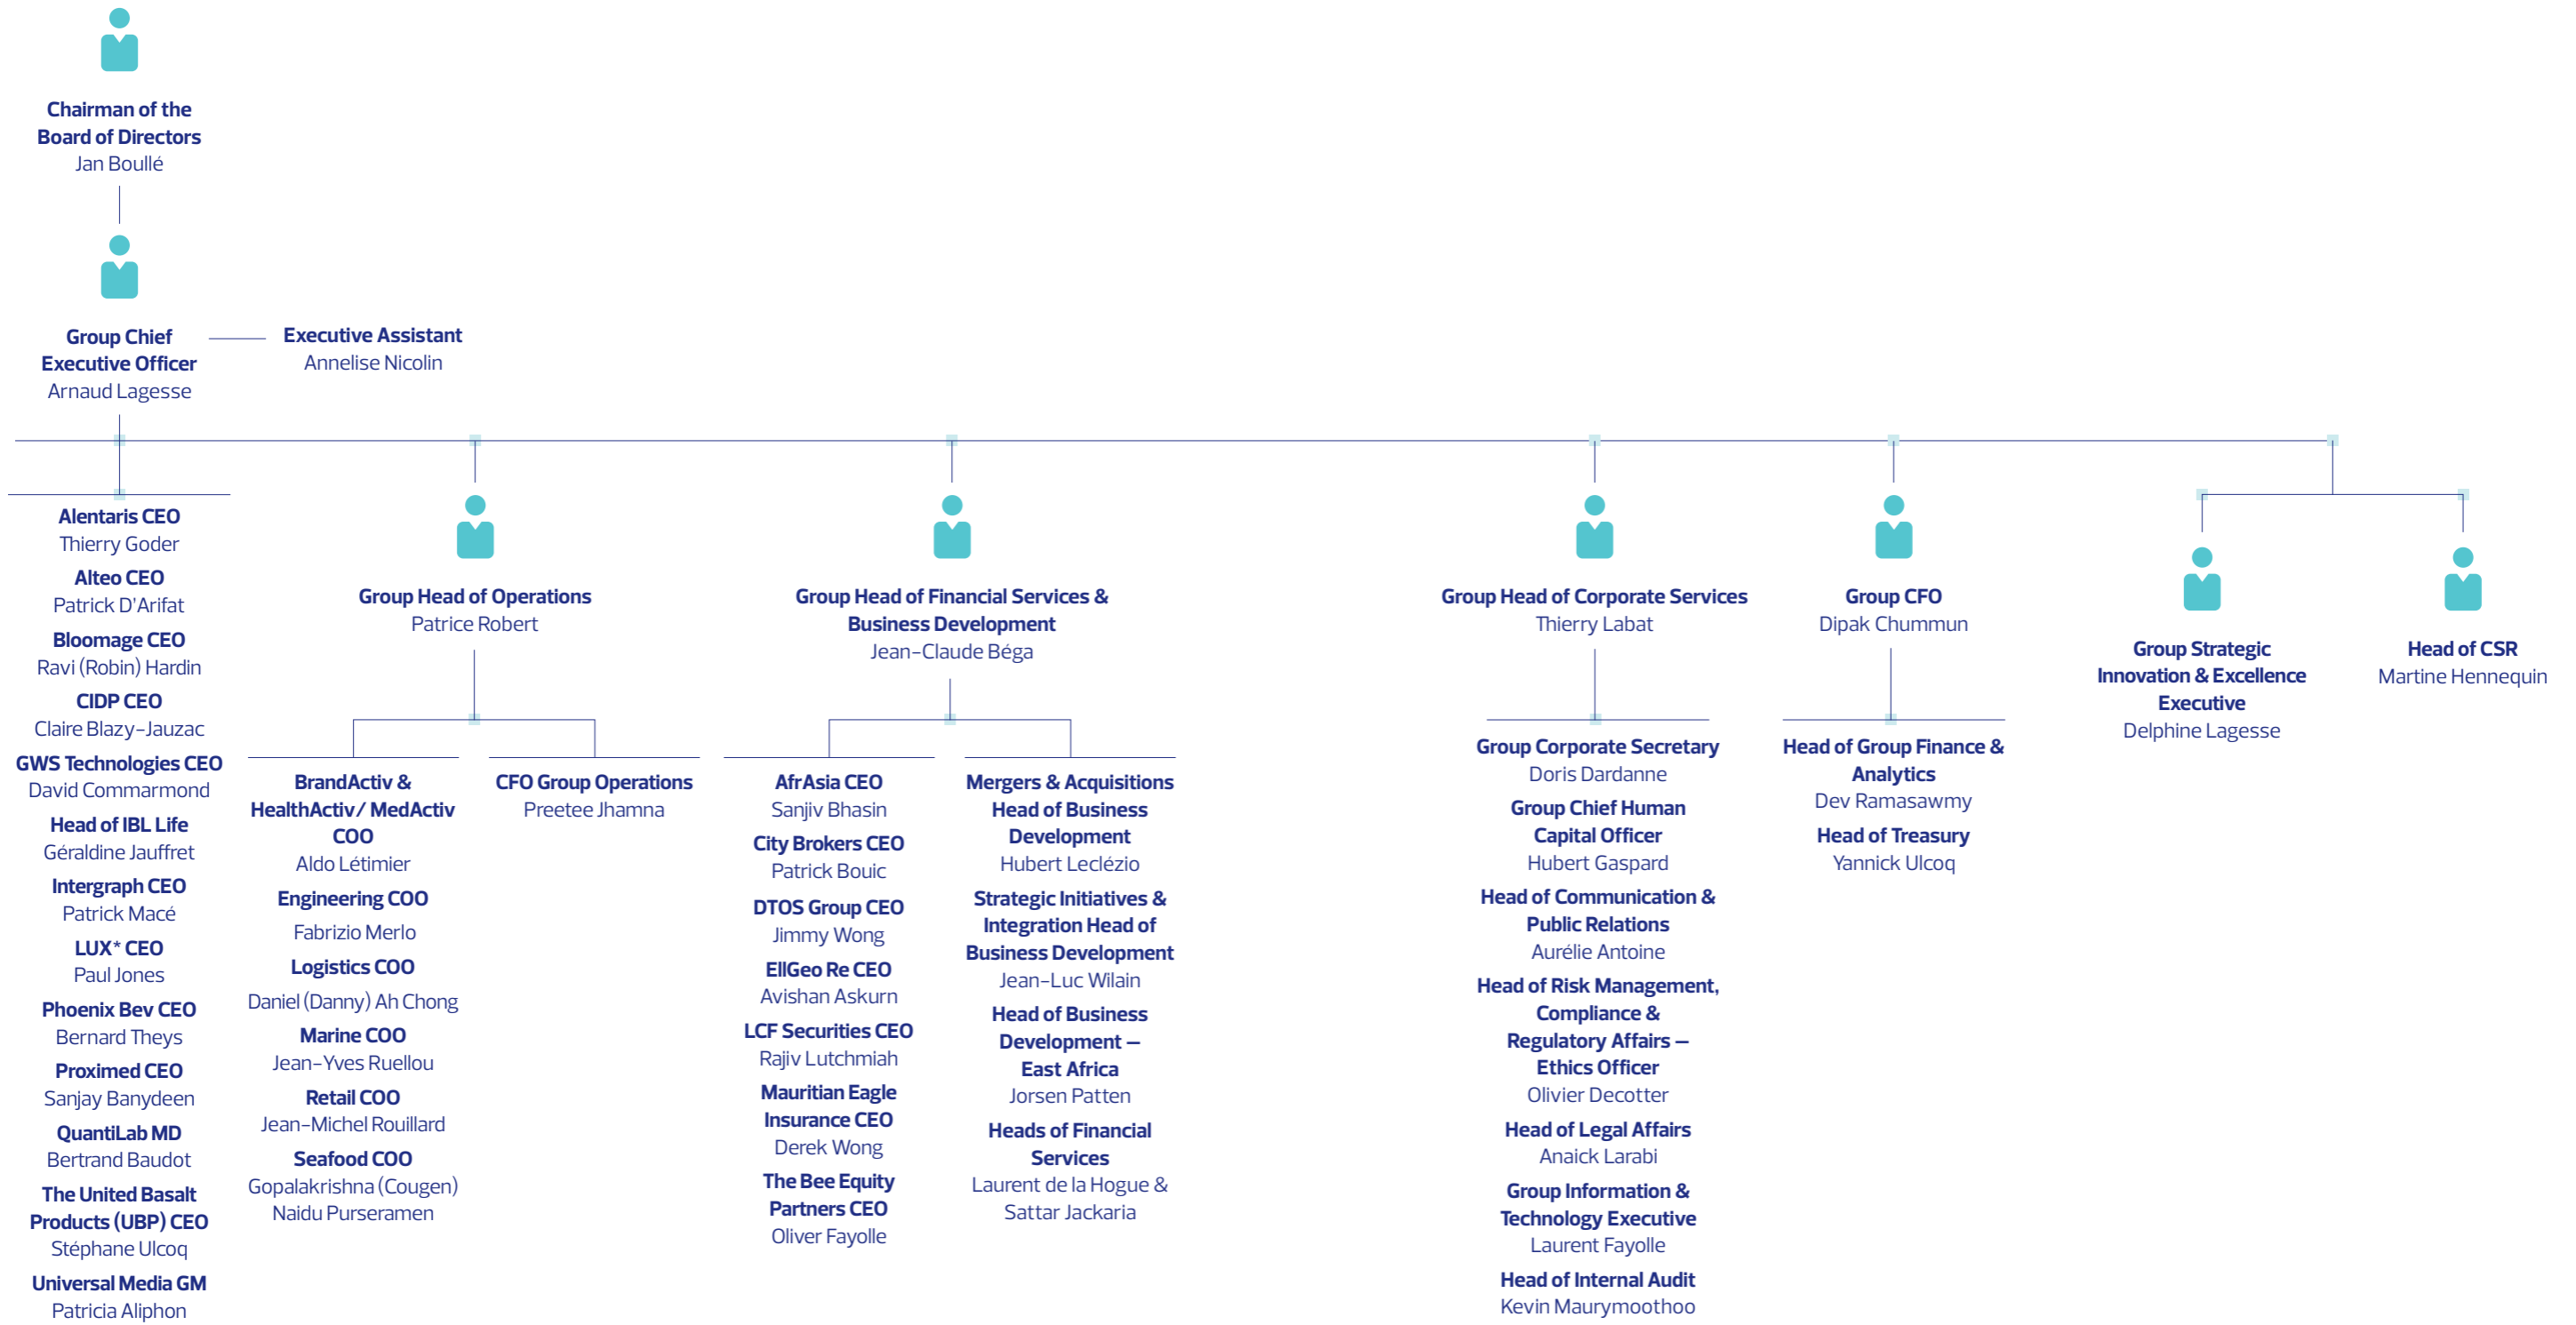 Chairman of the
Board of Directors
Jan Boullé
Group Chief
Executive Officer
Arnaud Lagesse
Executive Assistant
Annelise Nicolin
Alentaris CEO
Thierry Goder
Alteo CEO
Patrick D'Arifat
Bloomage CEO
Ravi (Robin) Hardin
CIDP CEO
Claire Blazy-Jauzac
GWS Technologies CEO
David Commarmond
Head of IBL Life
Géraldine Jauffret
Intergraph CEO
Patrick Macé
LUX* CEO
Paul Jones
Phoenix Bev CEO
Bernard Theys
Proximed CEO
Sanjay Banydeen
QuantiLab MD
Bertrand Baudot
The United Basalt
Products (UBP) CEO
Stéphane Ulcoq
Universal Media GM
Patricia Aliphon
Group Head of Operations
Patrice Robert
BrandActiv &
HealthActiv/ MedActiv
COO
Aldo Létimier
Engineering COO
Fabrizio Merlo
Logistics COO
Daniel (Danny) Ah Chong
Marine COO
Jean-Yves Ruellou
Retail COO
Jean-Michel Rouillard
Seafood COO
Gopalakrishna (Cougen)
Naidu Purseramen
CFO Group Operations
Preetee Jhamna
Group Head of Financial Services &
Business Development
Jean-Claude Béga
AfrAsia CEO
Sanjiv Bhasin
City Brokers CEO
Patrick Bouic
DTOS Group CEO
Jimmy Wong
EllGeo Re CEO
Avishan Askurn
LCF Securities CEO
Rajiv Lutchmiah
Mauritian Eagle
Insurance CEO
Derek Wong
The Bee Equity
Partners CEO
Oliver Fayolle
Mergers & Acquisitions
Head of Business
Development
Hubert Leclézio
Strategic Initiatives &
Integration Head of
Business Development
Jean-Luc Wilain
Head of Business
Development –
East Africa
Jorsen Patten
Heads of Financial
Services
Laurent de la Hogue &
Sattar Jackaria
Group Head of Corporate Services
Thierry Labat
Group Corporate Secretary
Doris Dardanne
Group Chief Human
Capital Officer
Hubert Gaspard
Head of Communication &
Public Relations
Aurélie Antoine
Head of Risk Management,
Compliance &
Regulatory Affairs –
Ethics Officer
Olivier Decotter
Head of Legal Affairs
Anaick Larabi
Group Information &
Technology Executive
Laurent Fayolle
Head of Internal Audit
Kevin Maurymoothoo
Group CFO
Dipak Chummun
Head of Group Finance &
Analytics
Dev Ramasawmy
Head of Treasury
Yannick Ulcoq
Group Strategic
Innovation & Excellence
Executive
Delphine Lagesse
Head of CSR
Martine Hennequin